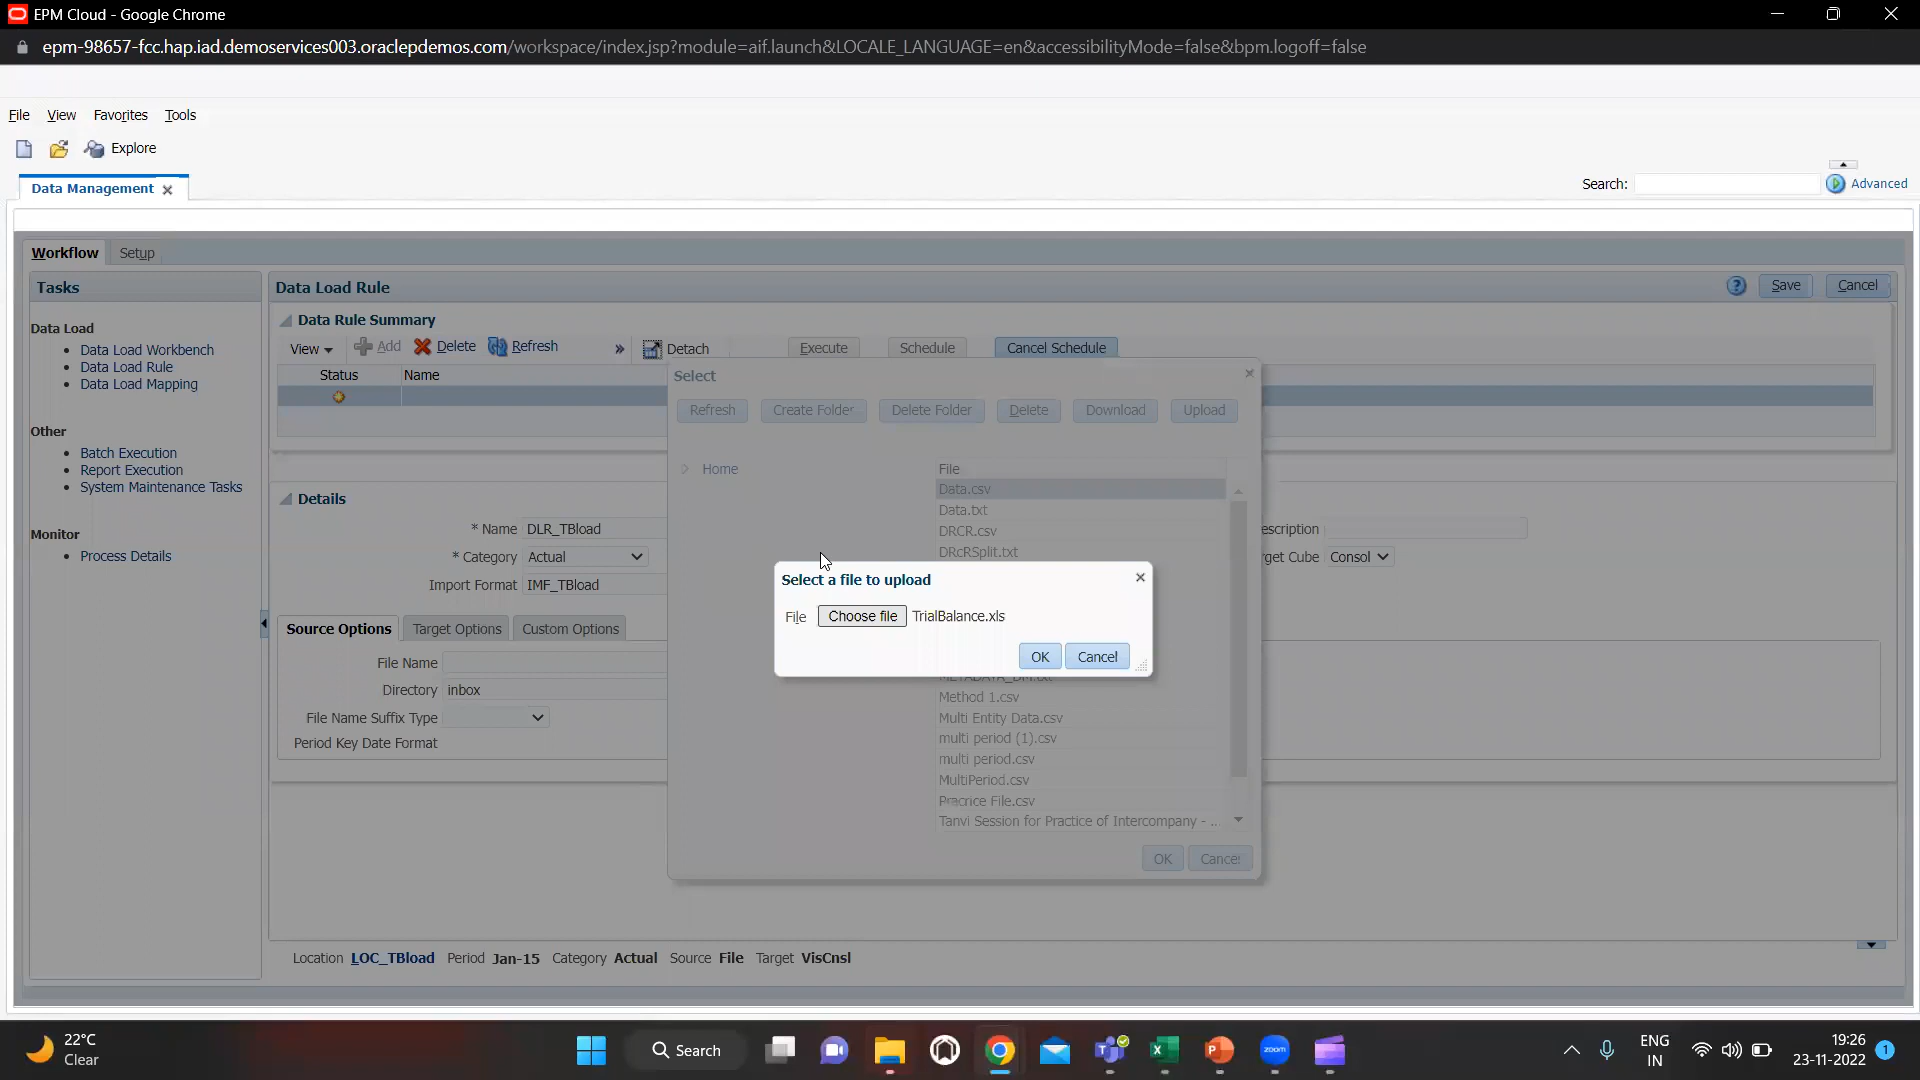 EPM Cloud - Google Chrome
epm-98657-fcc.hap.iad.demoservices003.oraclepdemos.com/workspace/index.jsp?module=aif.launch&LOCALE_LANGUAGE=en&accessibilityMode=false&bpm.logoff=false
File View Favorites Tools
Explore
Data Management
Search: Advanced
Workflow Setup
Tasks
Data Load Rule
Save Cancel
Data Load
Data Load Workbench
Data Load Rule
Data Load Mapping
Other
Batch Execution
Report Execution
System Maintenance Tasks
Monitor
Process Details
Data Rule Summary
View Add Delete Refresh » Detach Execute Schedule Cancel Schedule
Status Name
Select
Refresh Create Folder Delete Folder Delete Download Upload
Home
File
Data.csv
Data.txt
DRCR.csv
DRcRSplit.txt
Select a file to upload
File Choose file TrialBalance.xls
OK Cancel
Method 1.csv
Multi Entity Data.csv
multi period (1).csv
multi period.csv
MultiPeriod.csv
Pracrice File.csv
Tanvi Session for Practice of Intercompany - ...
OK Cancel
Details
* Name DLR_TBload
* Category Actual
Import Format IMF_TBload
escription
rget Cube Consol
Source Options Target Options Custom Options
File Name
Directory inbox
File Name Suffix Type
Period Key Date Format
Location LOC_TBload Period Jan-15 Category Actual Source File Target VisCnsl
22°C
Clear
Search
zoom
ENG
IN
19:26
23-11-2022
1